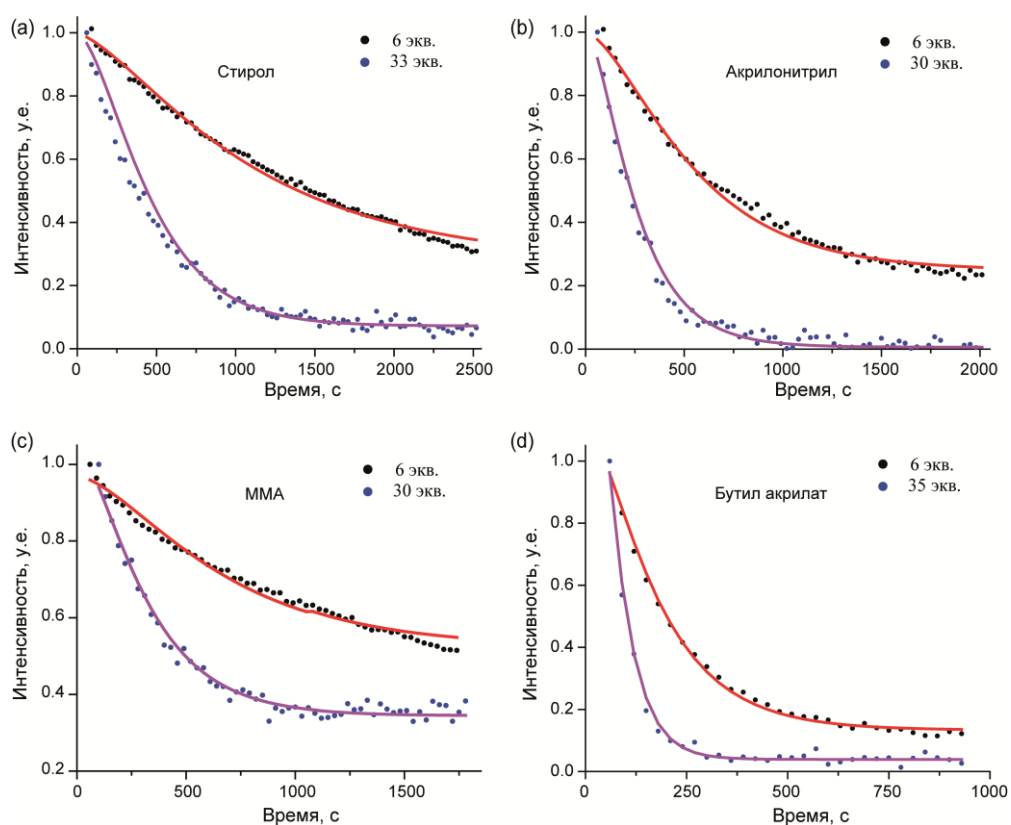 (a)
6 экв.
33 экв.
Стирол
Интенсивность, у.е.
1.0
0.8
0.6
0.4
0.2
0.0
0 500 1000 1500 2000 2500
Время, с
(b)
6 экв.
30 экв.
Акрилонитрил
Интенсивность, у.е.
1.0
0.8
0.6
0.4
0.2
0.0
0 500 1000 1500 2000
Время, с
(c)
6 экв.
30 экв.
ММА
Интенсивность, у.е.
1.0
0.8
0.6
0.4
0.2
0 500 1000 1500
Время, с
(d)
6 экв.
35 экв.
Бутил акрилат
Интенсивность, у.е.
1.0
0.8
0.6
0.4
0.2
0.0
0 250 500 750 1000
Время, с